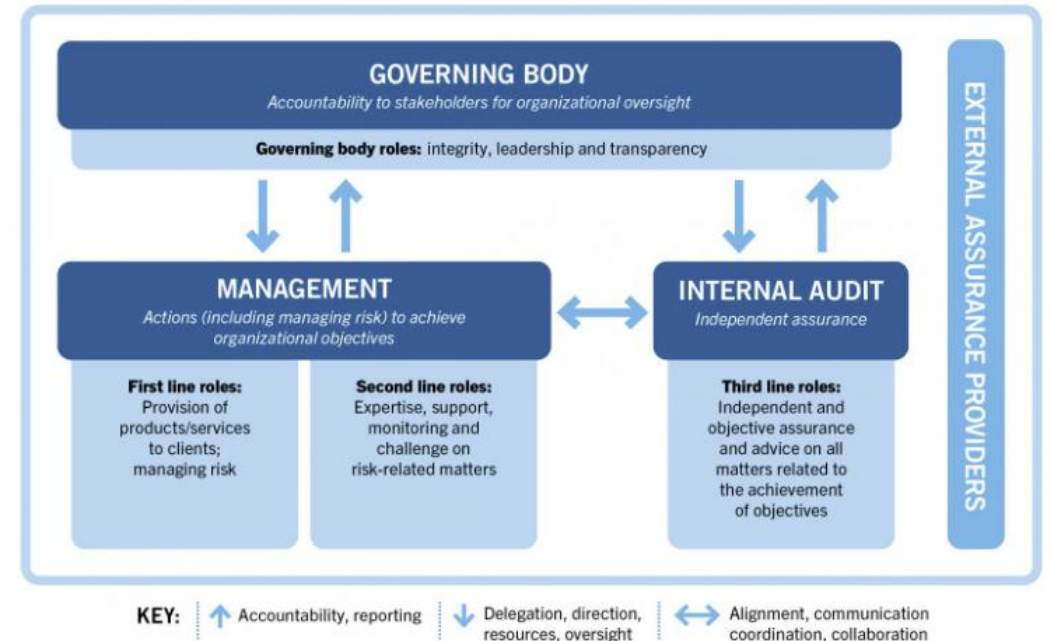 GOVERNING BODY
Accountability to stakeholders for organizational oversight
Governing body roles: integrity, leadership and transparency
MANAGEMENT
Actions (including managing risk) to achieve
organizational objectives
First line roles:
Provision of
products/services
to clients;
managing risk
Second line roles:
Expertise, support,
monitoring and
challenge on
risk-related matters
INTERNAL AUDIT
Independent assurance
Third line roles:
Independent and
objective assurance
and advice on all
matters related to
the achievement
of objectives
EXTERNAL ASSURANCE PROVIDERS
KEY:
Accountability, reporting
Delegation, direction,
resources, oversight
Alignment, communication
coordination, collaboration